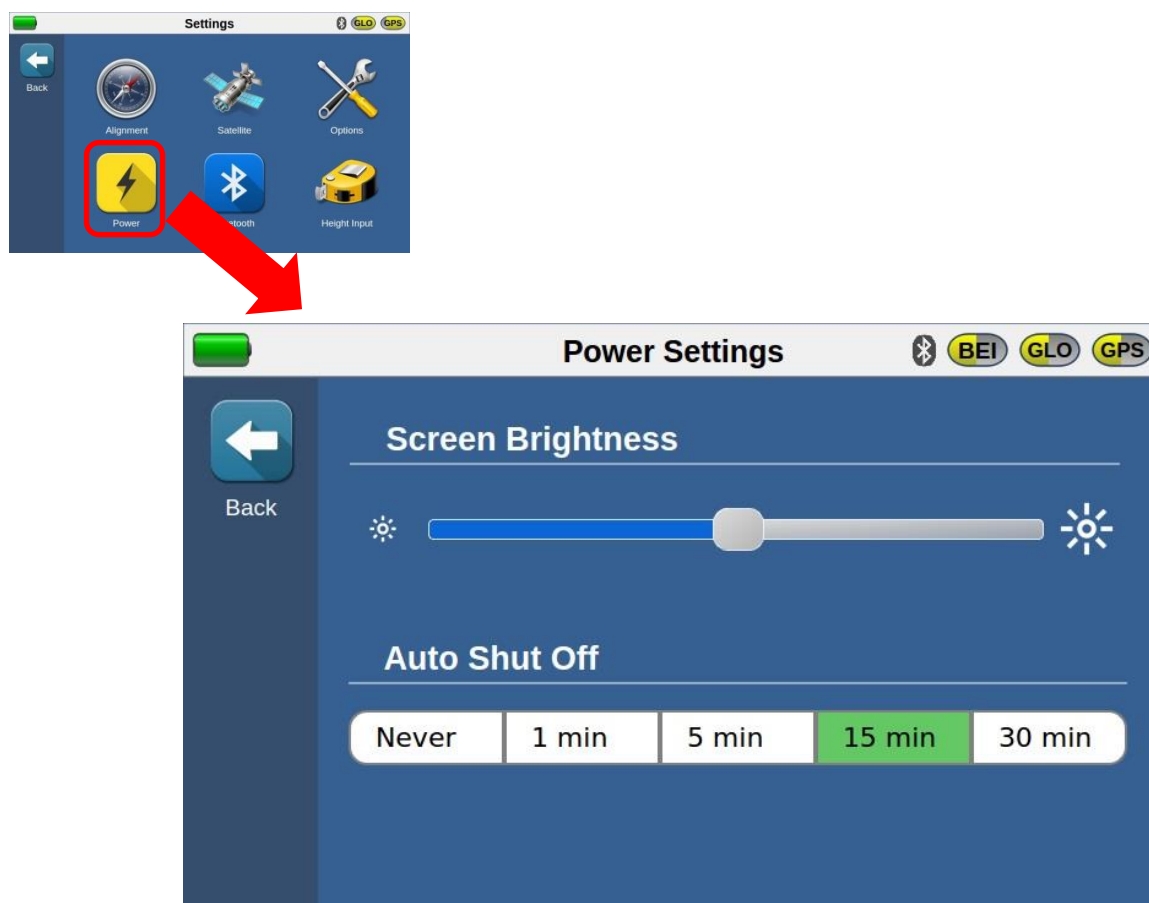 Settings
GLO GPS
Back
Alignment
Satellite
Options
Power
etooth
Height Input
Power Settings
BEI GLO GPS
Back
Screen Brightness
Auto Shut Off
Never 1 min 5 min 15 min 30 min